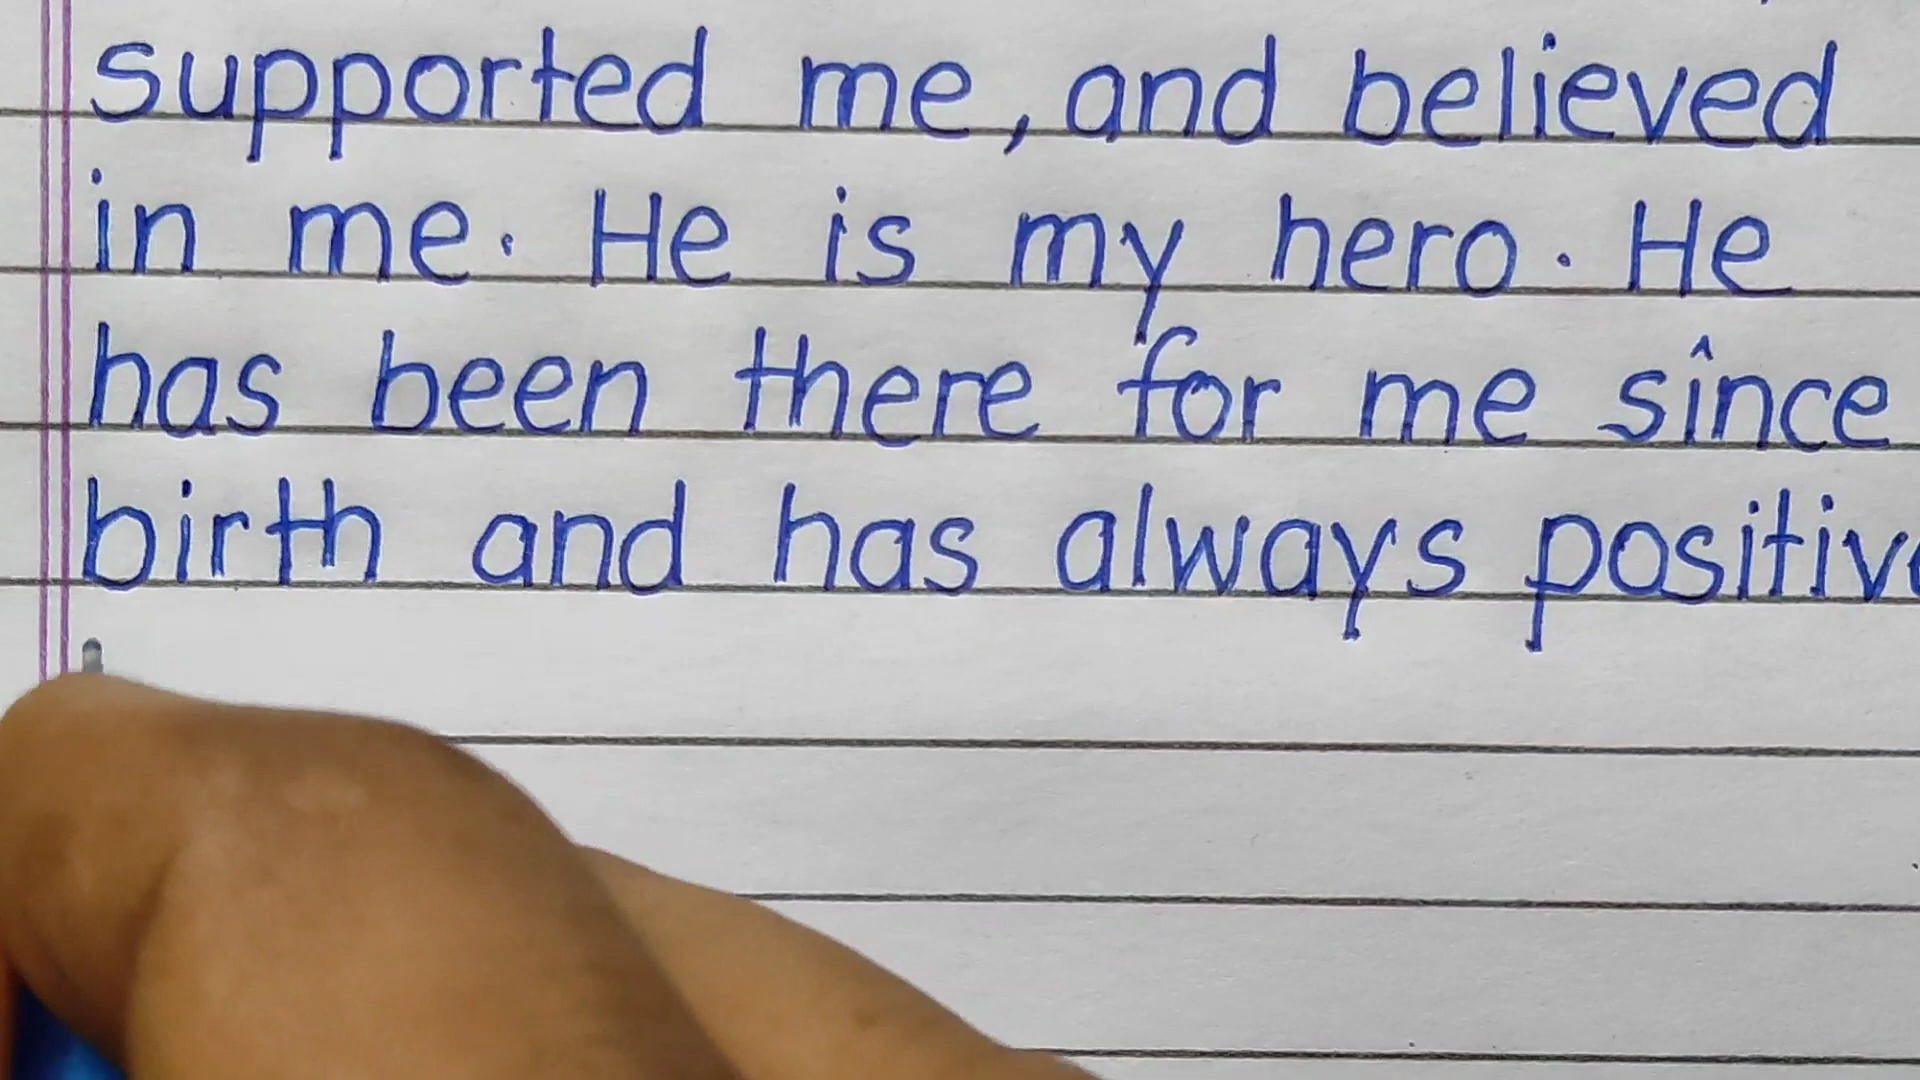 supported me, and believed
in me. He is my hero. He
has been there for me since
birth and has always positive